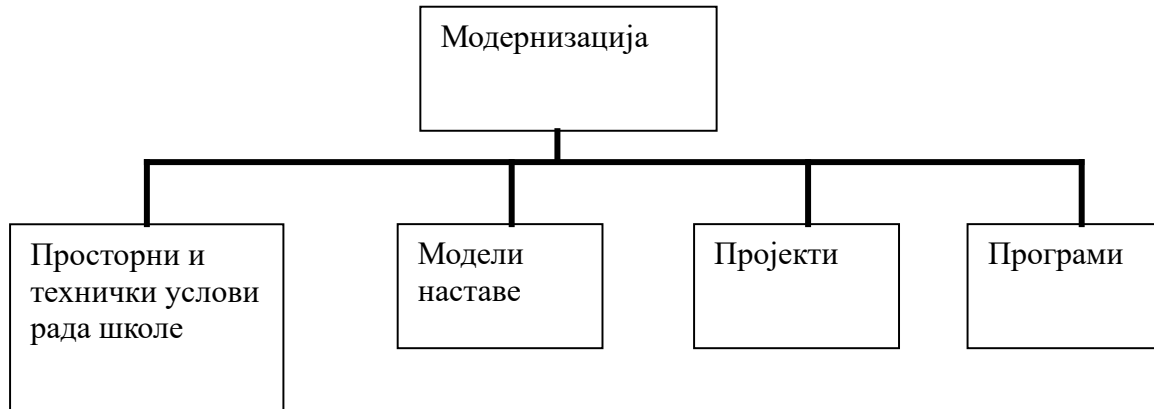 Модернизација
Просторни и
технички услови
рада школе
Модели
наставе
Пројекти
Програми